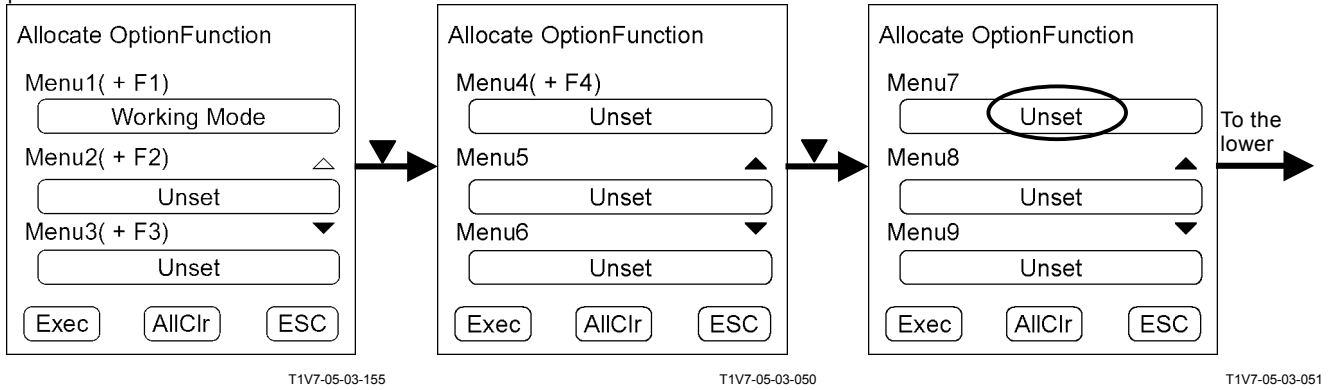 Allocate OptionFunction
Menu1( + F1)
Working Mode
Menu2( + F2)
Unset
Menu3( + F3)
Unset
Exec AllClr ESC
T1V7-05-03-155
Allocate OptionFunction
Menu4( + F4)
Unset
Menu5
Unset
Menu6
Unset
Exec AllClr ESC
T1V7-05-03-050
Allocate OptionFunction
Menu7
Unset
Menu8
Unset
Menu9
Unset
Exec AllClr ESC
T1V7-05-03-051
To the
lower